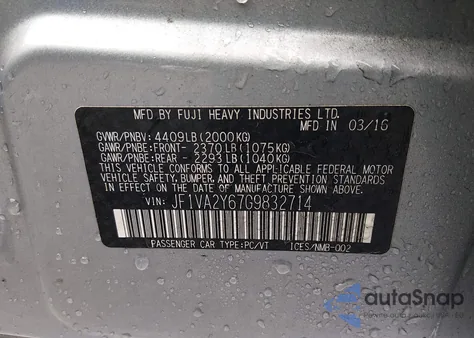 MFD BY FUJI HEAVY INDUSTRIES LTD.
MFD IN 03/16
GVWR/PNBV: 4409LB(2000KG)
GAWR/PNBE:FRONT- 2370LB(1075KG)
GAWR/PNBE:REAR - 2293LB(1040KG)
THIS VEHICLE CONFORMS TO ALL APPLICABLE FEDERAL MOTOR
VEHICLE SAFETY, BUMPER, AND THEFT PREVENTION STANDARDS
IN EFFECT ON THE DATE OF MANUFACTURE SHOWN ABOVE.
VIN: JF1VA2Y67G9832714
PASSENGER CAR TYPE:PC/VT ICES/NMB-002
autoSnap